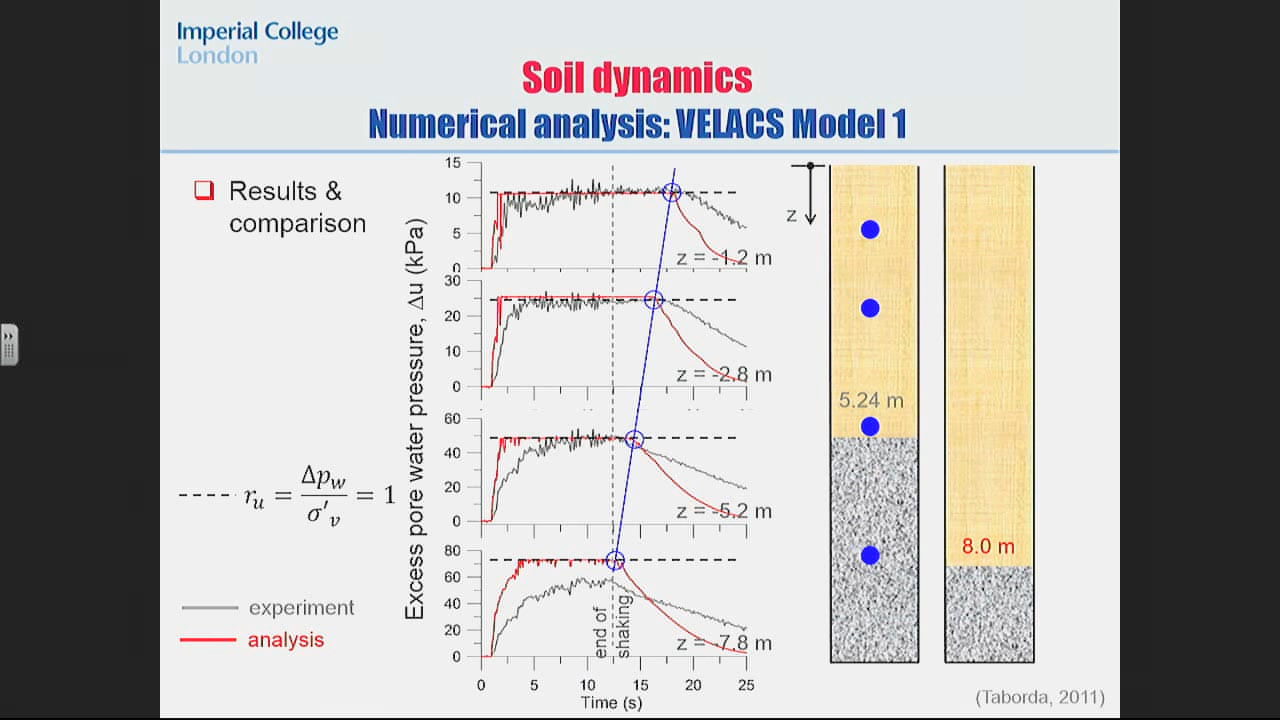 Imperial College
London
Soil dynamics
Numerical analysis: VELACS Model 1
Results &
comparison
Excess pore water pressure, Δu (kPa)
15
10
5
0
z = -1.2 m
30
20
10
0
z = -2.8 m
60
40
20
0
z = -5.2 m
80
60
40
20
0
z = -7.8 m
end of
shaking
0 5 10 15 20 25
Time (s)
r_u = Δp_w / σ'_v = 1
experiment
analysis
z
5.24 m
8.0 m
(Taborda, 2011)